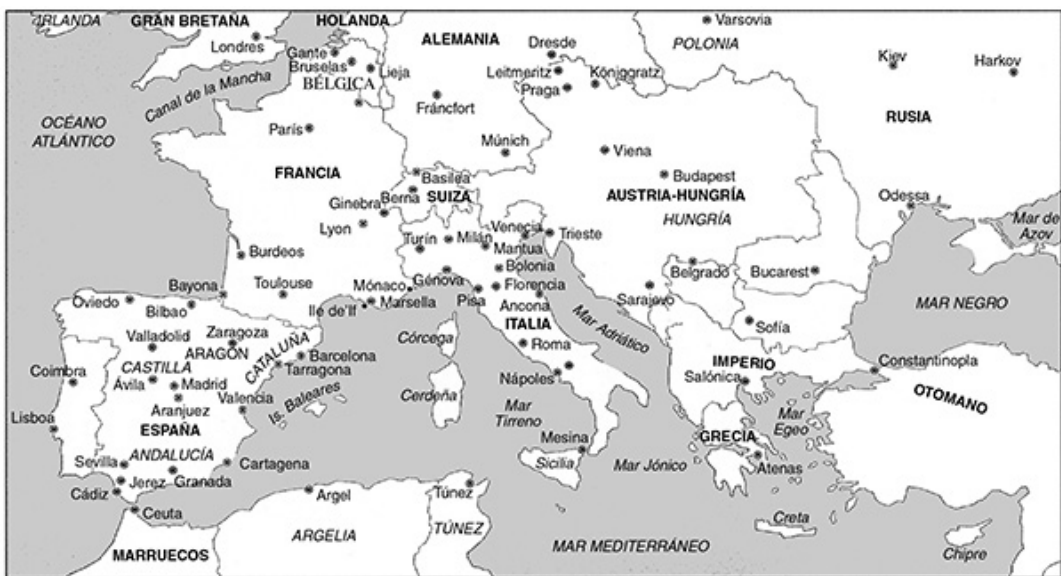 IRLANDA
GRAN BRETAÑA
HOLANDA
ALEMANIA
Varsovia
POLONIA
Londres
Gante
Bruselas
Lieja
BÉLGICA
Dresde
Leitmeritz
Königgratz
Praga
Kiev
Harkov
Canal de la Mancha
Fráncfort
OCÉANO
ATLÁNTICO
París
RUSIA
Múnich
Viena
FRANCIA
Basilea
Budapest
Ginebra
Berna
SUIZA
AUSTRIA-HUNGRÍA
HUNGRÍA
Odessa
Lyon
Venecia
Trieste
Mar de
Azov
Turín
Milán
Mantua
Burdeos
Bolonia
Belgrado
Bucarest
Bayona
Toulouse
Mónaco
Génova
Florencia
Sarajevo
Oviedo
Bilbao
Ile de'If
Marsella
Pisa
Ancona
MAR NEGRO
Valladolid
Zaragoza
ARAGÓN
CATALUÑA
Córcega
ITALIA
Mar Adriático
Sofía
CASTILLA
Barcelona
Roma
IMPERIO
Constantinopla
Coimbra
Ávila
Madrid
Tarragona
Cerdeña
Nápoles
Salónica
OTOMANO
Aranjuez
Valencia
Is. Baleares
Lisboa
Mar
Tirreno
Mar
Egeo
ESPAÑA
Mesina
GRECIA
ANDALUCÍA
Sevilla
Cartagena
Sicilia
Mar Jónico
Atenas
Jerez
Granada
Cádiz
Argel
Túnez
Ceuta
Creta
ARGELIA
TÚNEZ
MARRUECOS
MAR MEDITERRÁNEO
Chipre